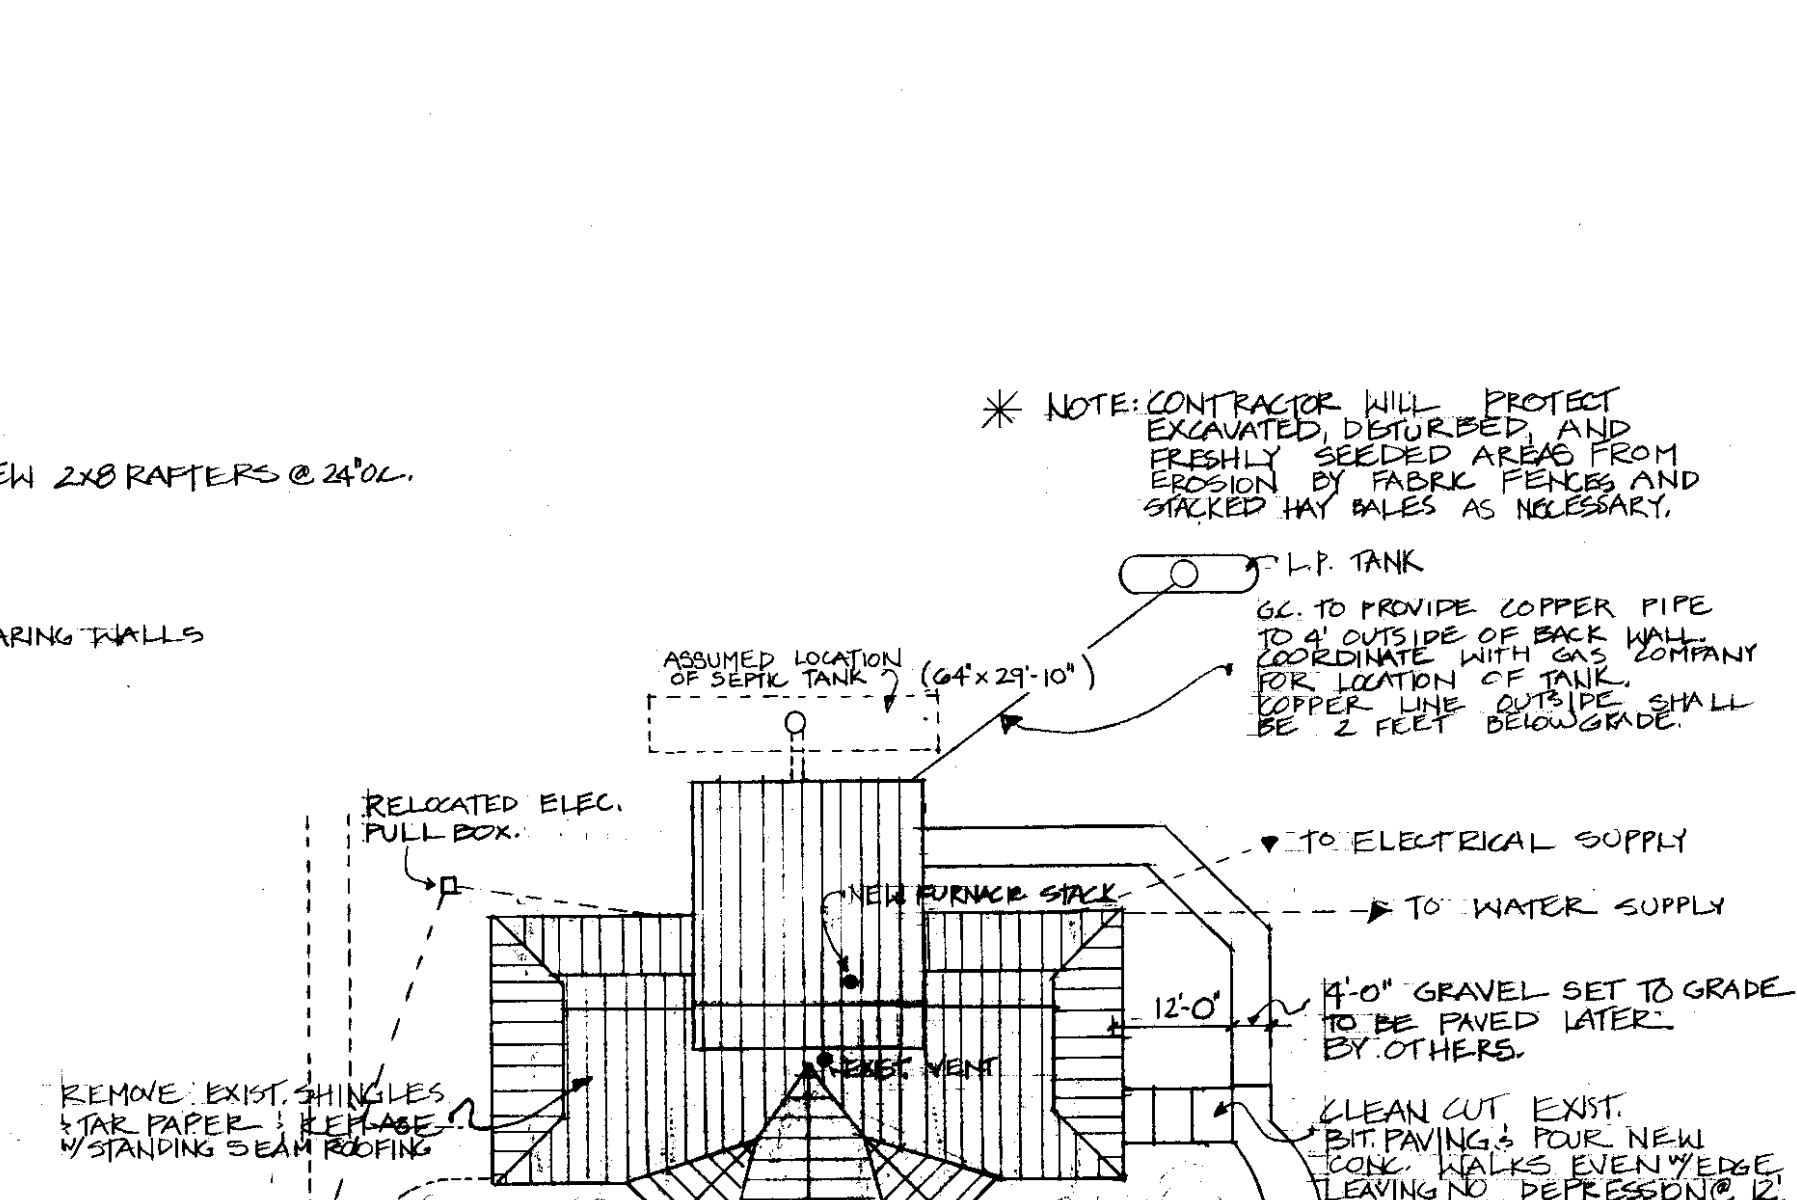 ✳ NOTE: CONTRACTOR WILL PROTECT
EXCAVATED, DISTURBED, AND
FRESHLY SEEDED AREAS FROM
EROSION BY FABRIC FENCES AND
STACKED HAY BALES AS NECESSARY.
EW 2x8 RAFTERS @ 24" O.C.
L.P. TANK
G.C. TO PROVIDE COPPER PIPE
TO 4' OUTSIDE OF BACK WALL.
COORDINATE WITH GAS COMPANY
FOR LOCATION OF TANK.
COPPER LINE OUTSIDE SHALL
BE 2 FEET BELOW GRADE.
ARING WALLS
ASSUMED LOCATION
OF SEPTIC TANK
(64" x 29'-10")
RELOCATED ELEC.
PULL BOX.
TO ELECTRICAL SUPPLY
NEW FURNACE STACK
TO WATER SUPPLY
12'-0"
4'-0" GRAVEL SET TO GRADE
TO BE PAVED LATER
BY OTHERS.
EXIST. VENT
REMOVE EXIST. SHINGLES
& TAR PAPER & REPLACE
W/ STANDING SEAM ROOFING
CLEAN CUT EXIST.
BIT. PAVING & POUR NEW
CONC. WALKS EVEN W/ EDGE
LEAVING NO DEPRESSION @ 12'